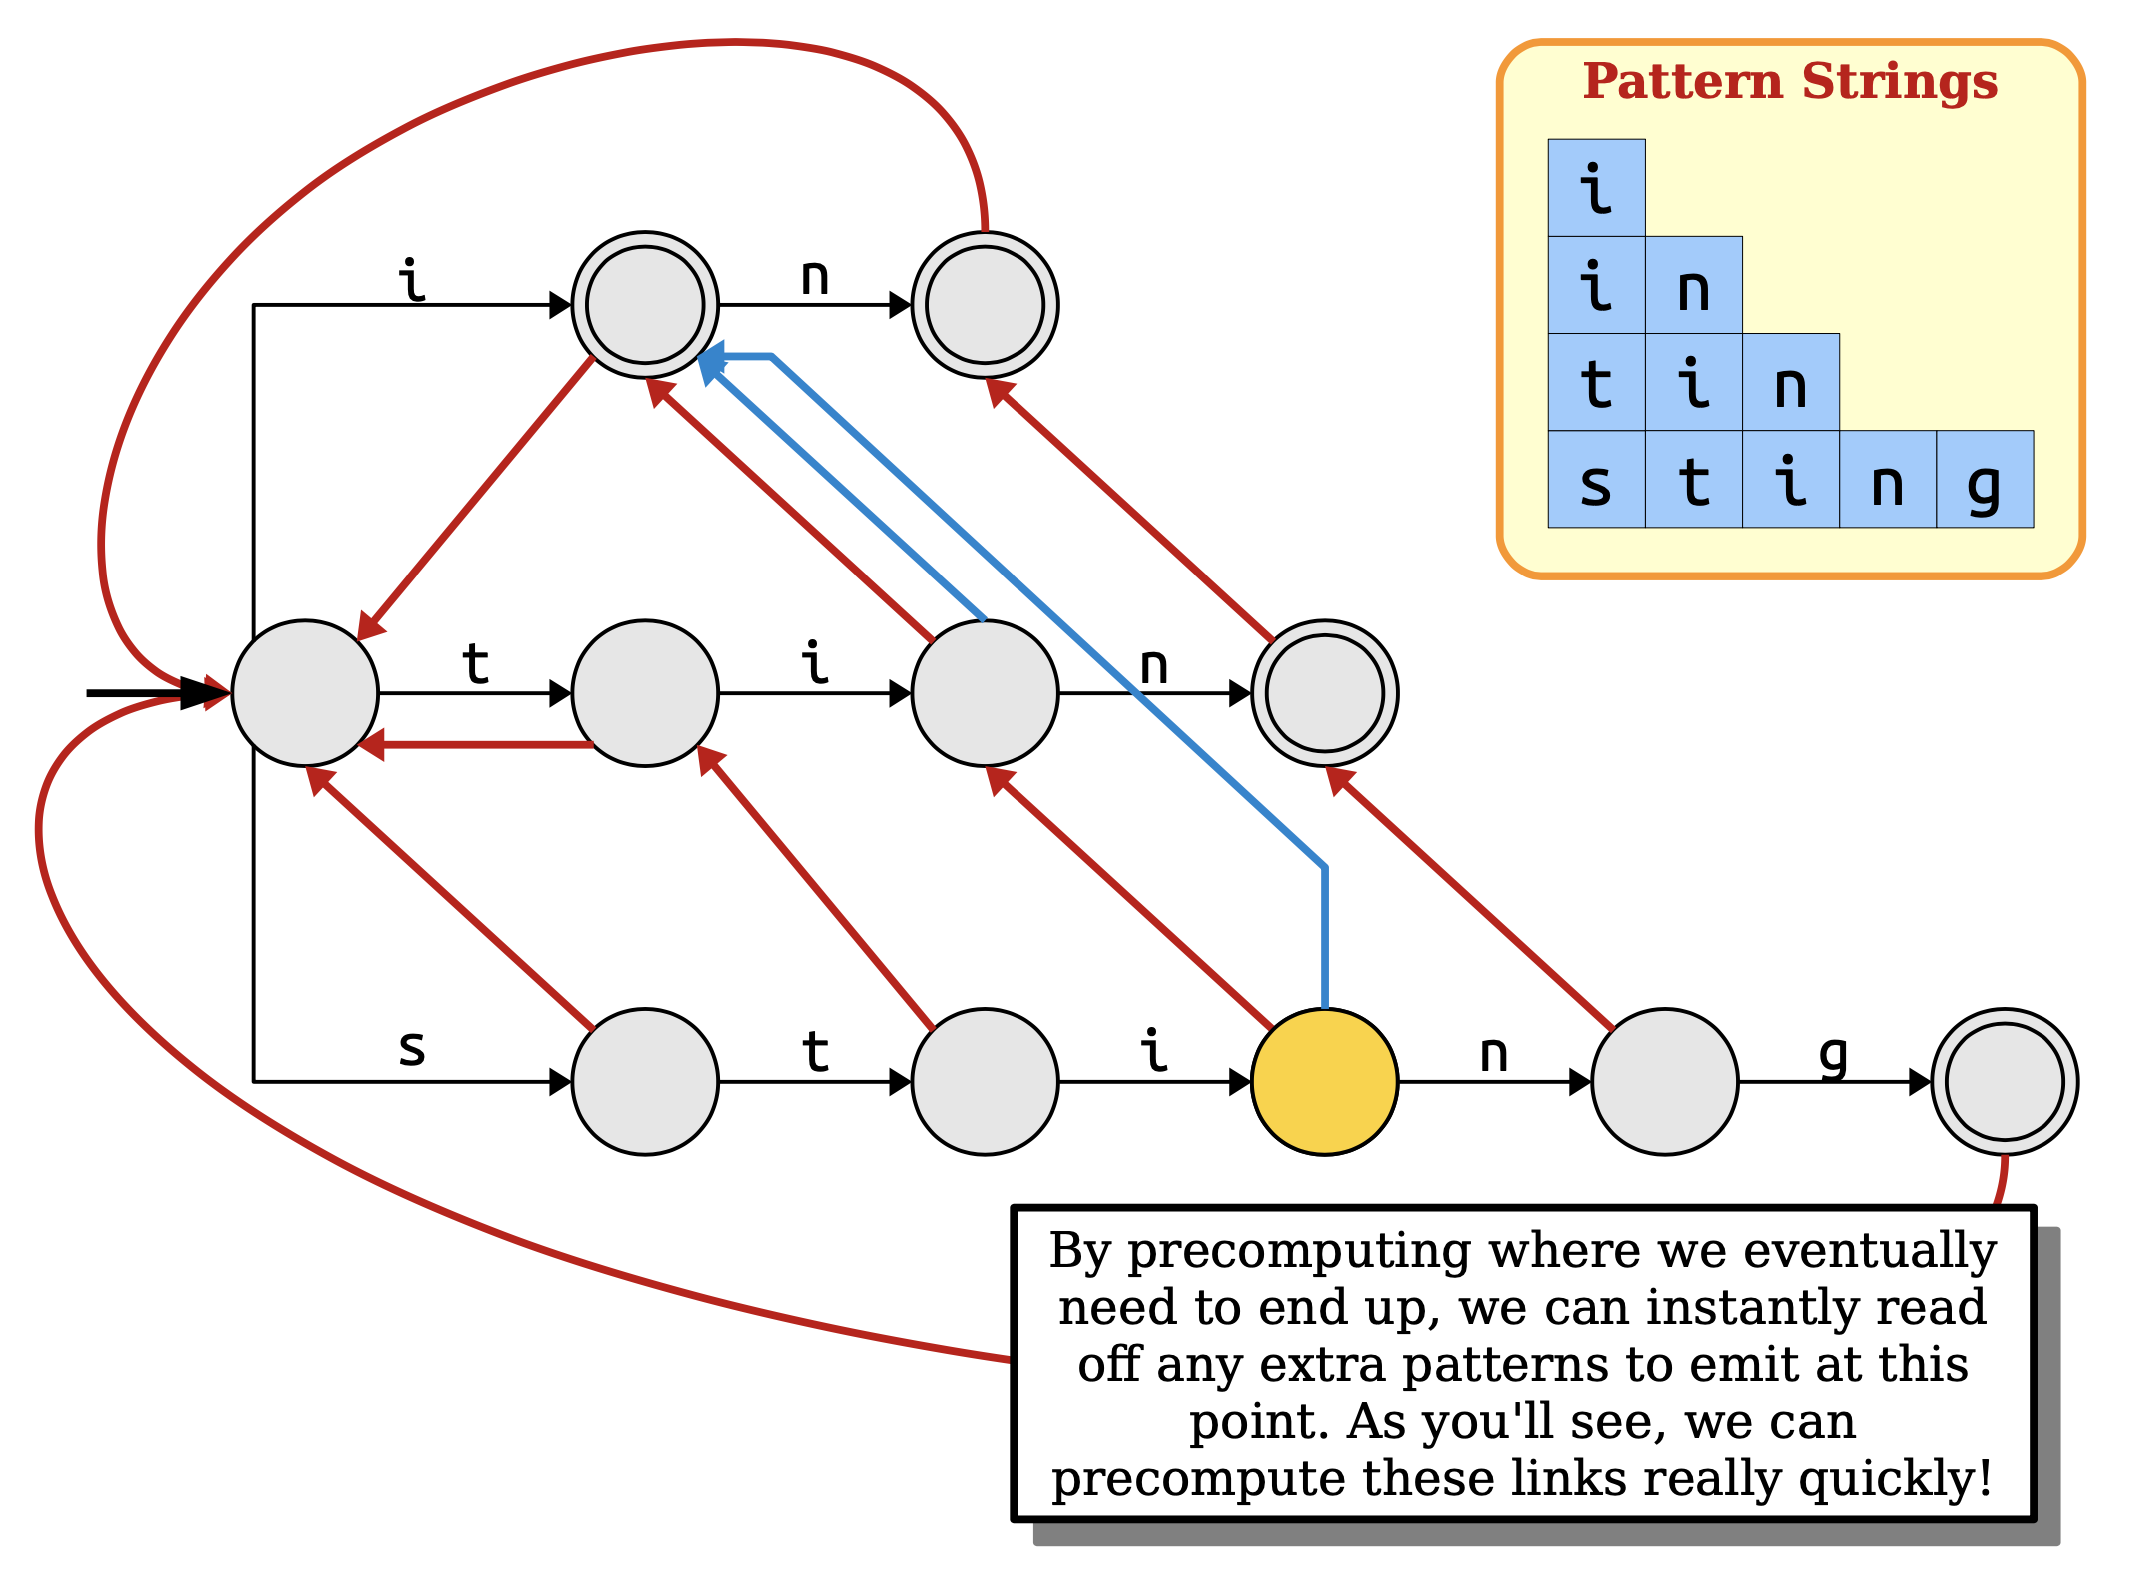 Pattern Strings
i
i n
t i n
s t i n g
i n
t i n
s t i n g
By precomputing where we eventually
need to end up, we can instantly read
off any extra patterns to emit at this
point. As you'll see, we can
precompute these links really quickly!